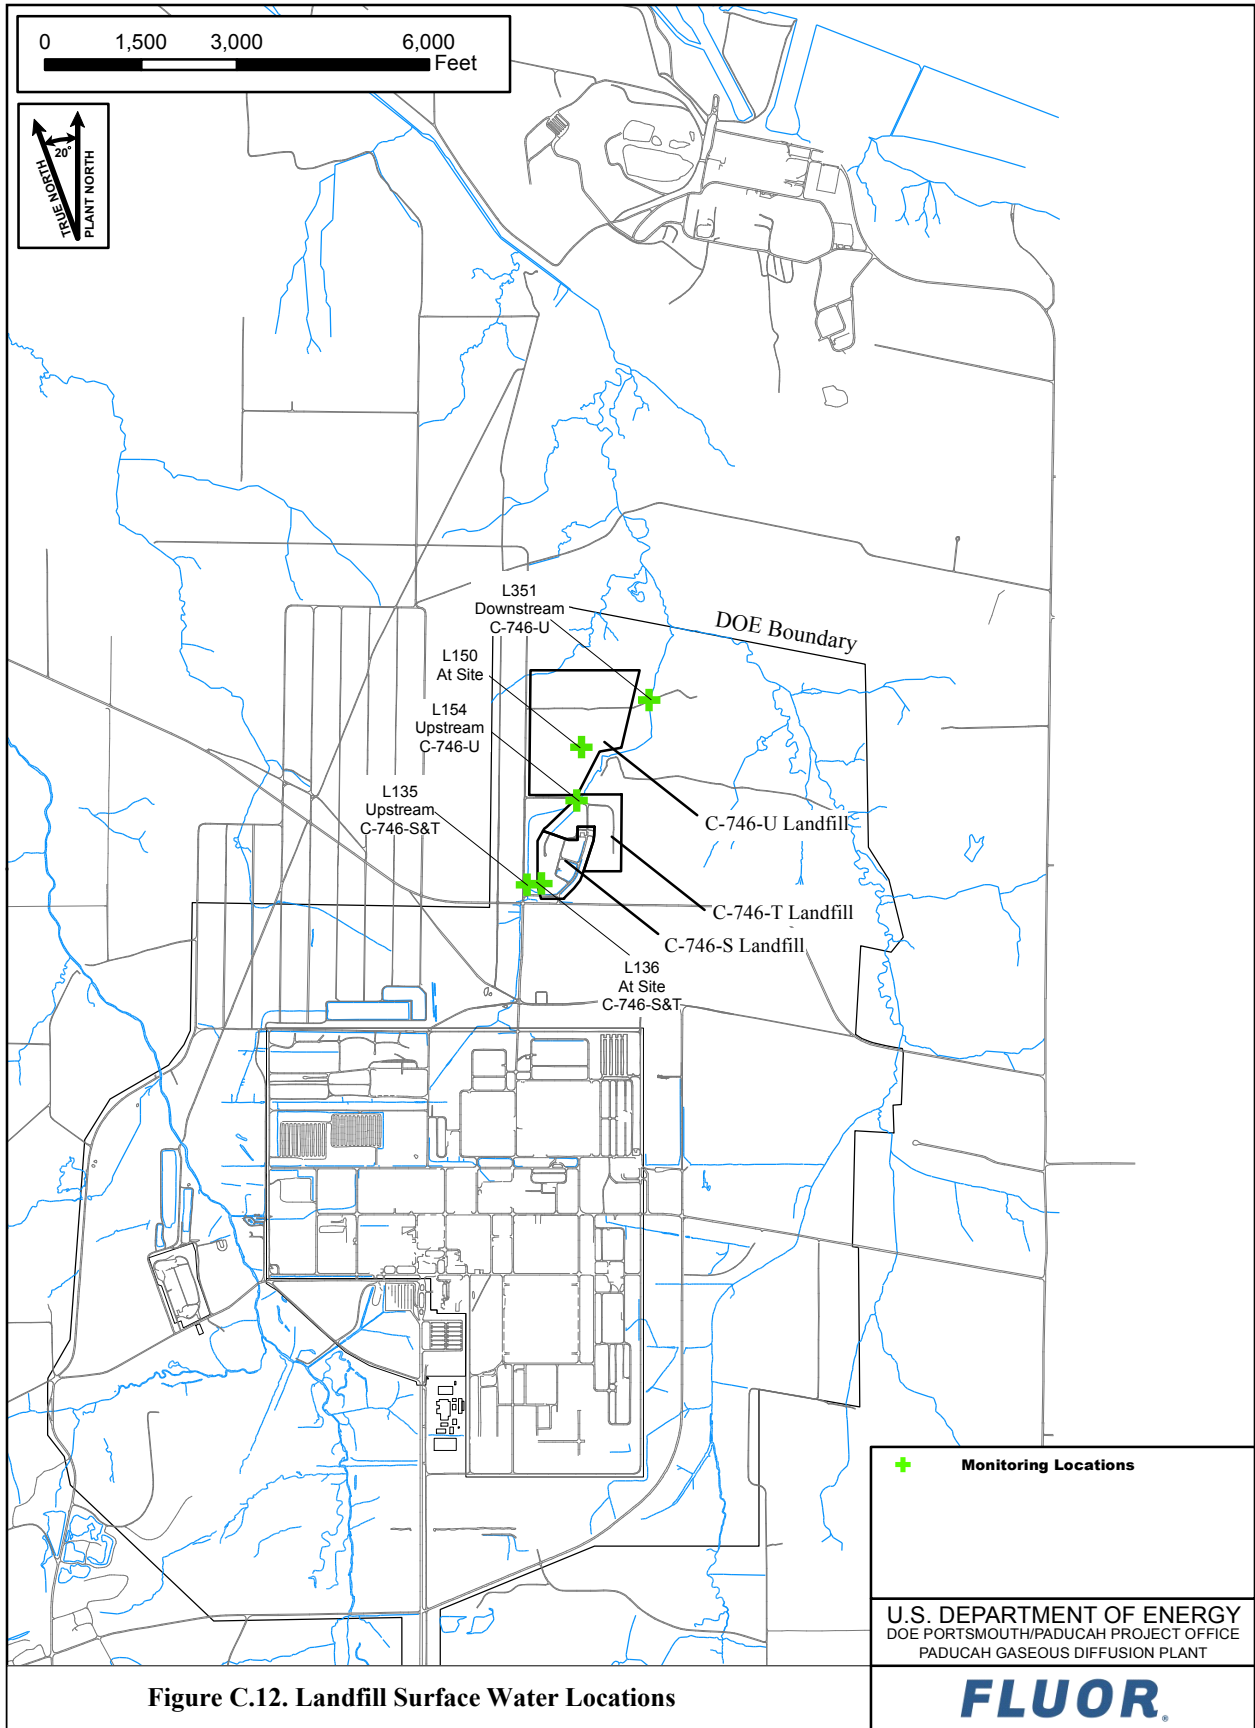 0 1,500 3,000 6,000
Feet
20°
TRUE NORTH
PLANT NORTH
L351
Downstream
C-746-U
DOE Boundary
L150
At Site
L154
Upstream
C-746-U
L135
Upstream
C-746-S&T
C-746-U Landfill
C-746-T Landfill
C-746-S Landfill
L136
At Site
C-746-S&T
Monitoring Locations
U.S. DEPARTMENT OF ENERGY
DOE PORTSMOUTH/PADUCAH PROJECT OFFICE
PADUCAH GASEOUS DIFFUSION PLANT
Figure C.12. Landfill Surface Water Locations
FLUOR®